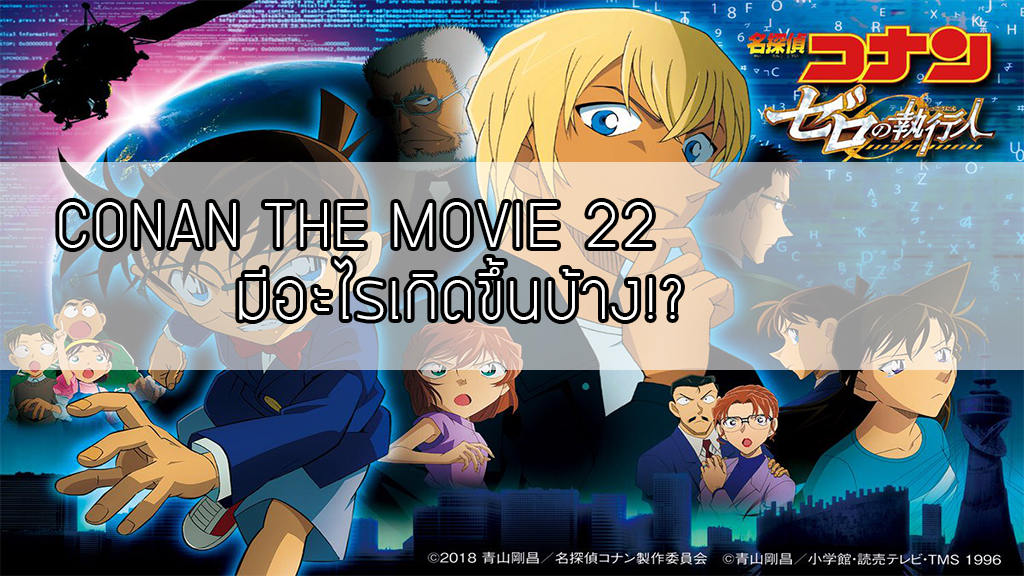 名探偵
コナン
ゼロの執行人
CONAN THE MOVIE 22
มีอะไรเกิดขึ้นบ้าง!?
©2018 青山剛昌／名探偵コナン製作委員会 ©青山剛昌／小学館・読売テレビ・TMS 1996